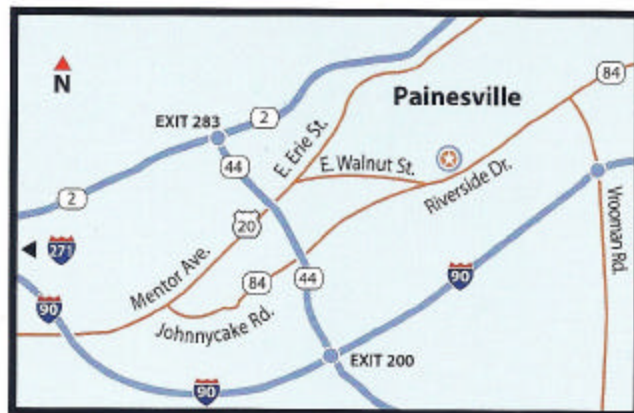 84
N
Painesville
EXIT 283
2
E. Erie St.
44
E. Walnut St.
Riverside Dr.
2
20
Vrooman Rd.
271
Mentor Ave.
90
84
44
90
Johnnycake Rd.
EXIT 200
90